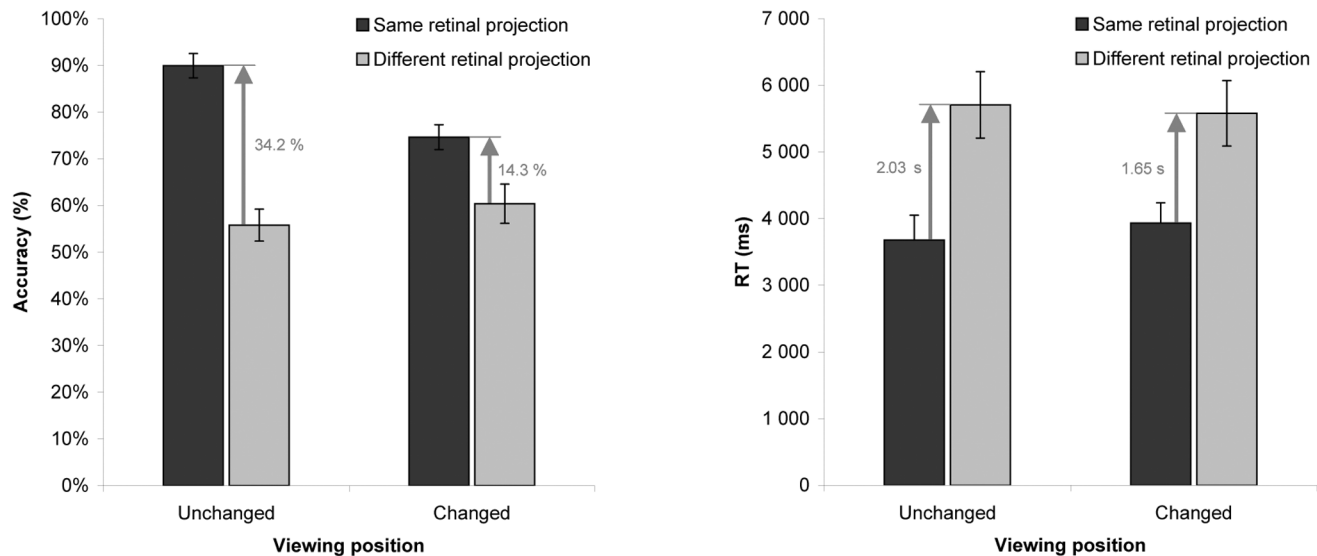 100%
90%
80%
70%
60%
50%
40%
30%
20%
10%
0%
Accuracy (%)
Same retinal projection
Different retinal projection
34.2 %
14.3 %
Unchanged
Changed
Viewing position
7 000
6 000
5 000
4 000
3 000
2 000
1 000
0
RT (ms)
Same retinal projection
Different retinal projection
2.03 s
1.65 s
Unchanged
Changed
Viewing position